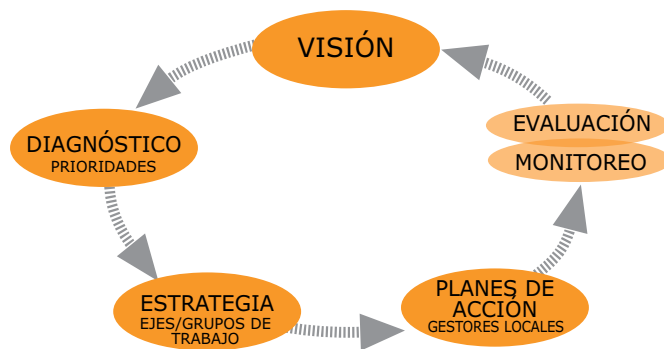 VISIÓN
DIAGNÓSTICO
PRIORIDADES
ESTRATEGIA
EJES/GRUPOS DE
TRABAJO
PLANES DE
ACCIÓN
GESTORES LOCALES
EVALUACIÓN
MONITOREO